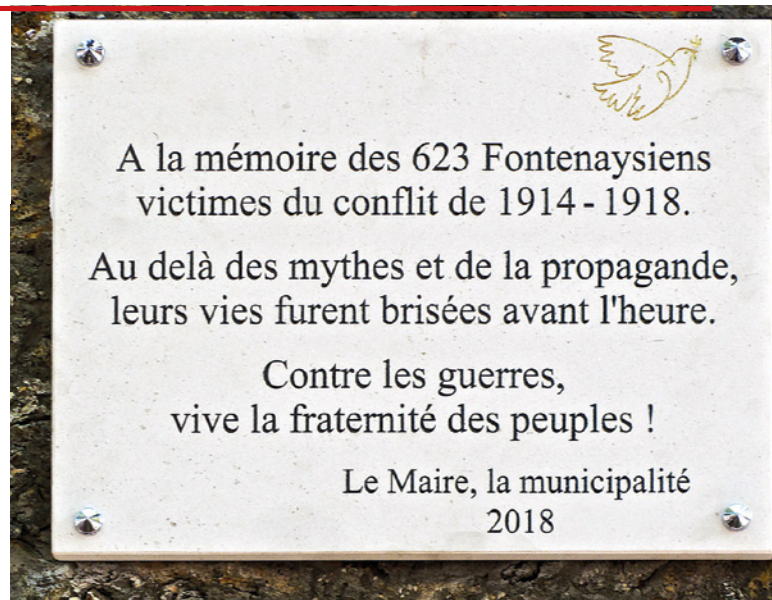 A la mémoire des 623 Fontenaysiens
victimes du conflit de 1914 - 1918.
Au delà des mythes et de la propagande,
leurs vies furent brisées avant l'heure.
Contre les guerres,
vive la fraternité des peuples !
Le Maire, la municipalité
2018